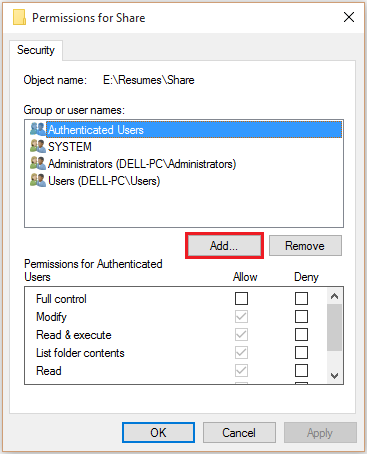 Permissions for Share
Security
Object name: E:\Resumes\Share
Group or user names:
Authenticated Users
SYSTEM
Administrators (DELL-PC\Administrators)
Users (DELL-PC\Users)
Add... Remove
Permissions for Authenticated
Users Allow Deny
Full control
Modify
Read & execute
List folder contents
Read
OK Cancel Apply